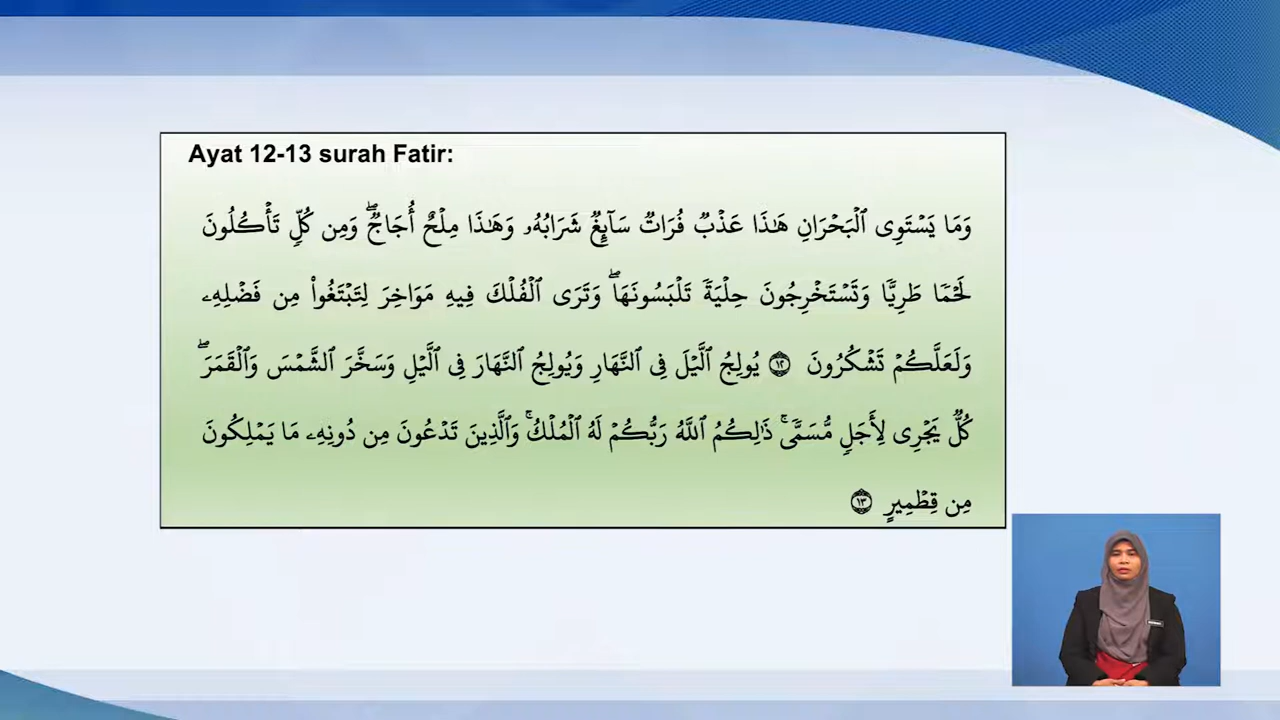 Ayat 12-13 surah Fatir:
وَمَا يَسْتَوِى ٱلْبَحْرَانِ هَـٰذَا عَذْبٌ فُرَاتٌ سَآئِغٌ شَرَابُهُۥ وَهَـٰذَا مِلْحٌ أُجَاجٌ ۖ وَمِن كُلٍّ تَأْكُلُونَ
لَحْمًا طَرِيًّا وَتَسْتَخْرِجُونَ حِلْيَةً تَلْبَسُونَهَا ۖ وَتَرَى ٱلْفُلْكَ فِيهِ مَوَاخِرَ لِتَبْتَغُوا۟ مِن فَضْلِهِۦ
وَلَعَلَّكُمْ تَشْكُرُونَ ١٢ يُولِجُ ٱلَّيْلَ فِى ٱلنَّهَارِ وَيُولِجُ ٱلنَّهَارَ فِى ٱلَّيْلِ وَسَخَّرَ ٱلشَّمْسَ وَٱلْقَمَرَ ۖ
كُلٌّ يَجْرِى لِأَجَلٍ مُّسَمًّى ۚ ذَٰلِكُمُ ٱللَّهُ رَبُّكُمْ لَهُ ٱلْمُلْكُ ۚ وَٱلَّذِينَ تَدْعُونَ مِن دُونِهِۦ مَا يَمْلِكُونَ
مِن قِطْمِيرٍ ١٣